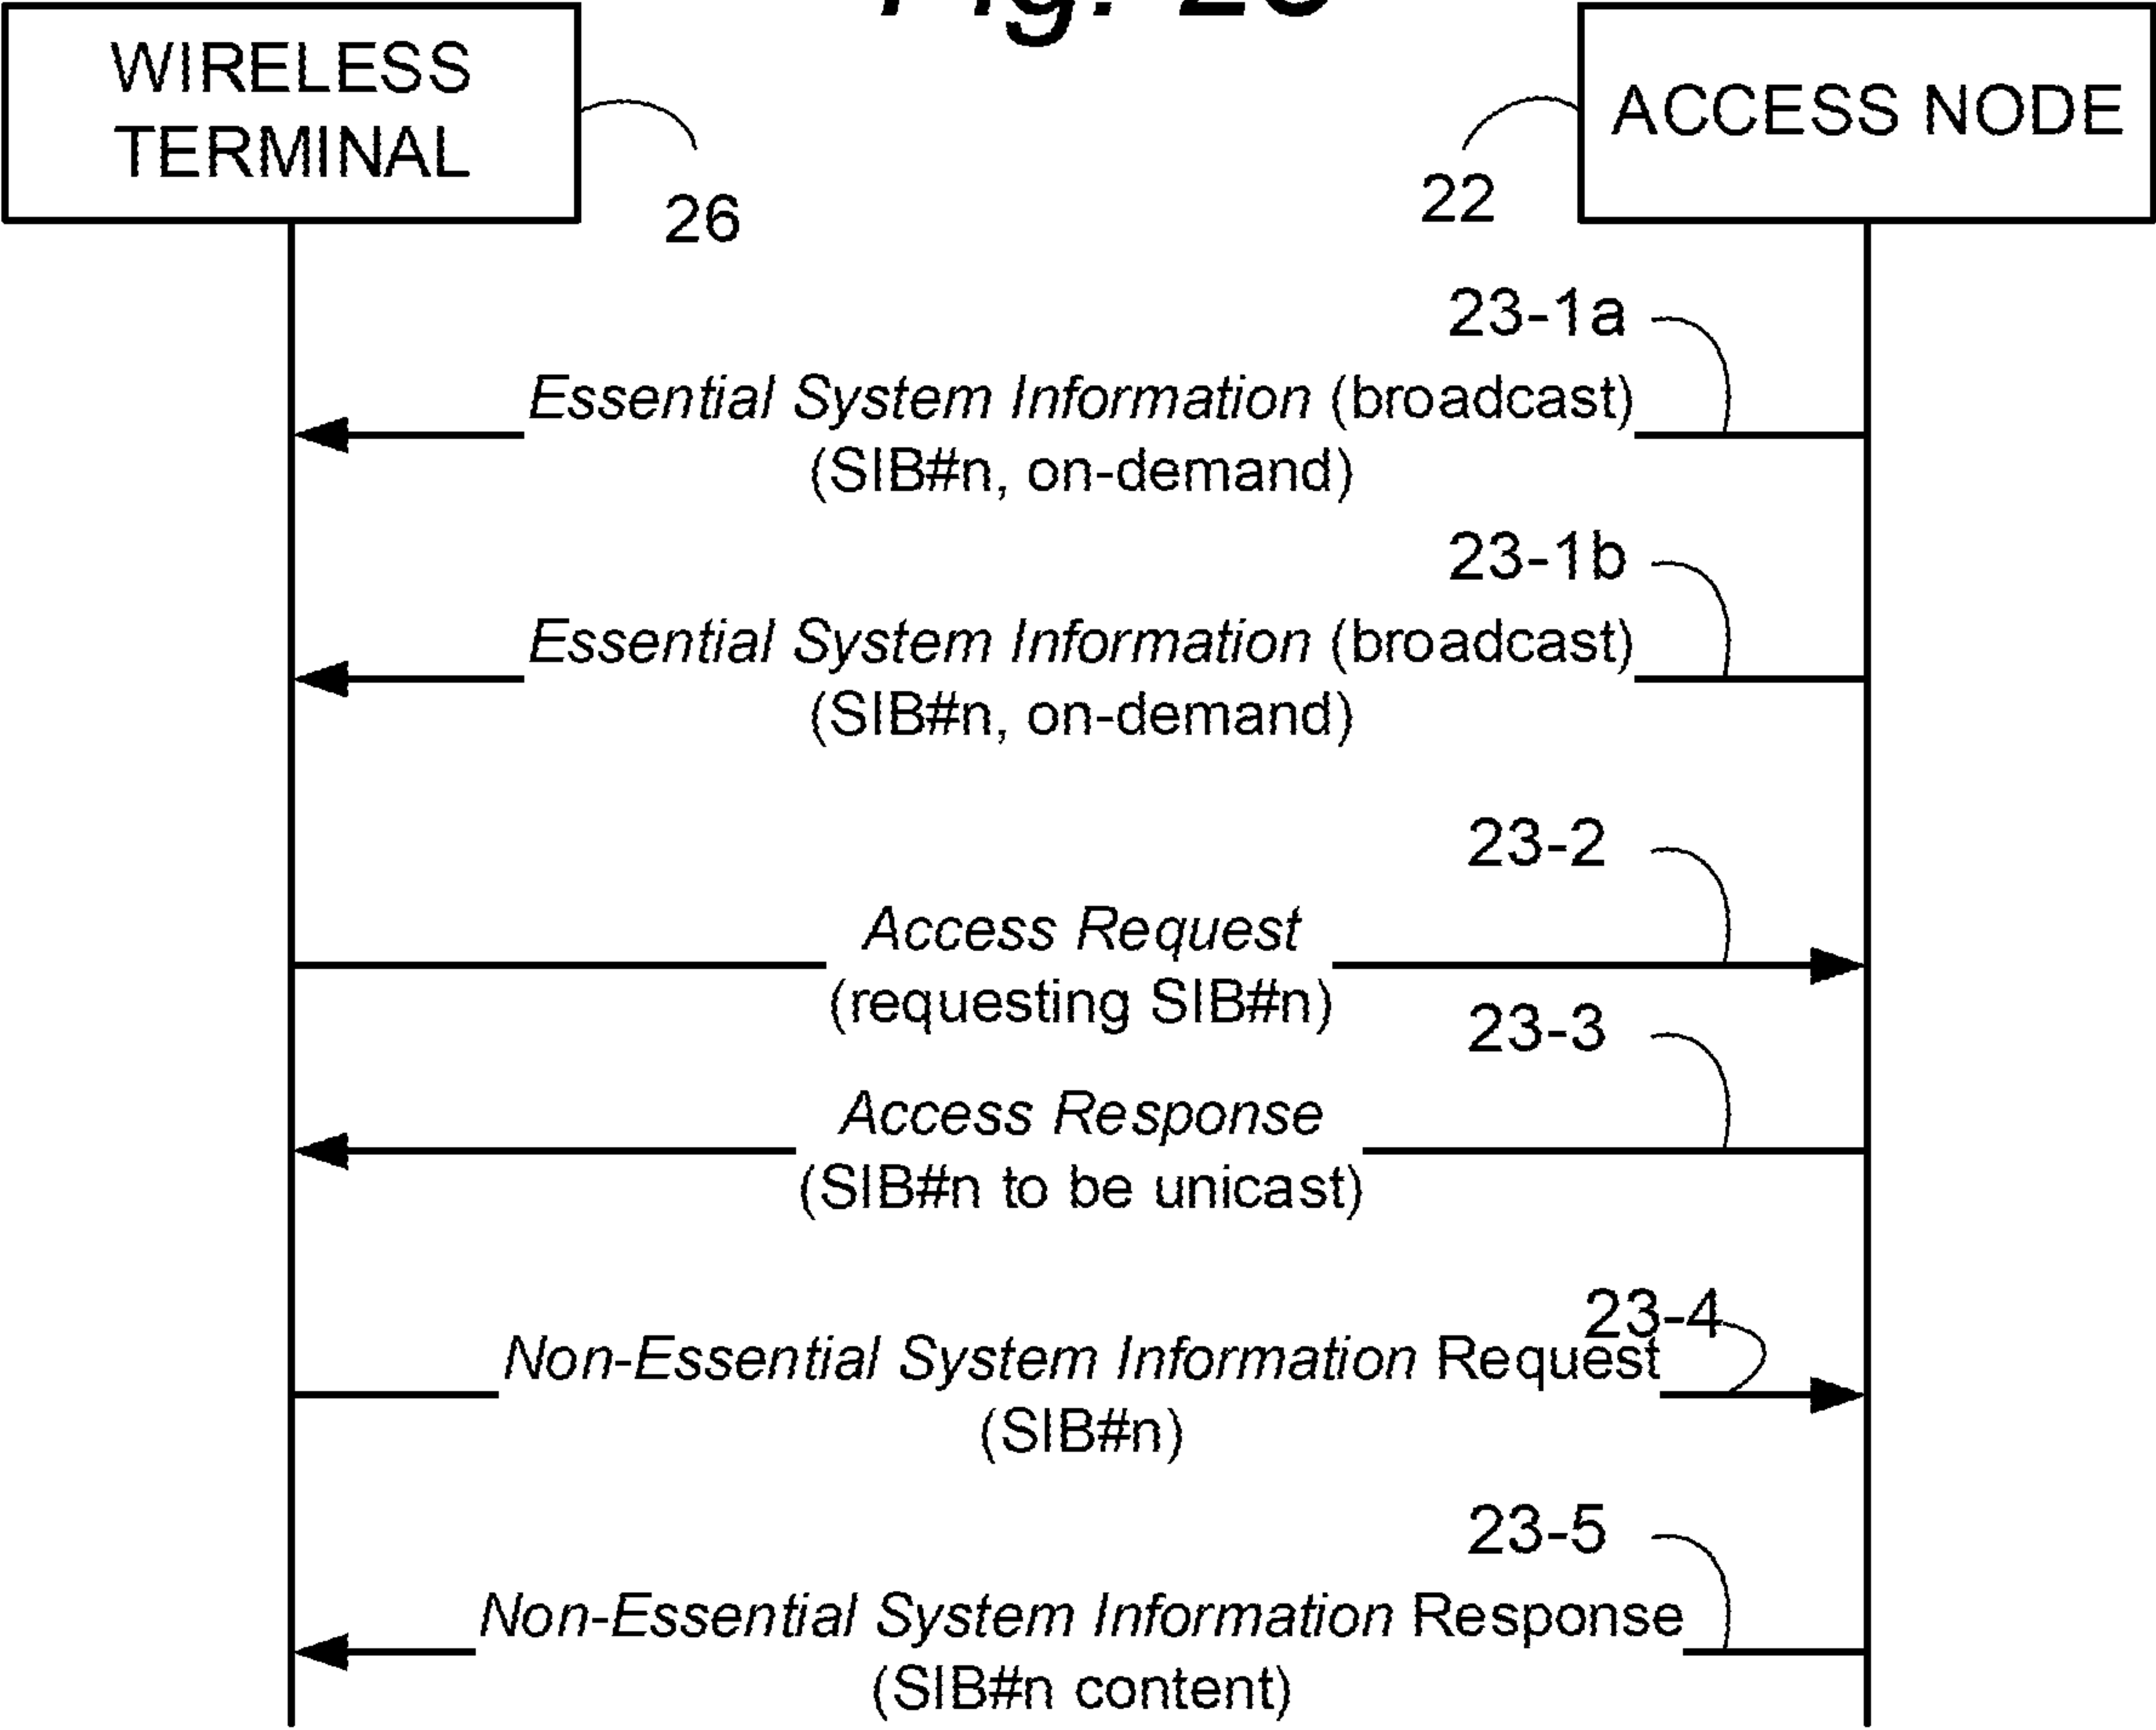 WIRELESS
TERMINAL
ACCESS NODE
26
22
23-1a
Essential System Information (broadcast)
(SIB#n, on-demand)
23-1b
Essential System Information (broadcast)
(SIB#n, on-demand)
23-2
Access Request
(requesting SIB#n)
23-3
Access Response
(SIB#n to be unicast)
23-4
Non-Essential System Information Request
(SIB#n)
23-5
Non-Essential System Information Response
(SIB#n content)